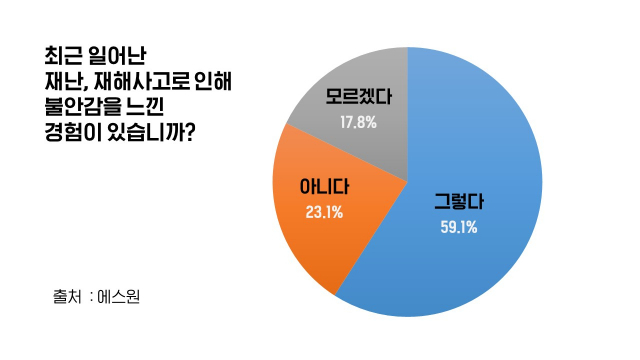 최근 일어난
재난, 재해사고로 인해
불안감을 느낀
경험이 있습니까?
모르겠다
17.8%
아니다
23.1%
그렇다
59.1%
출처 : 에스원